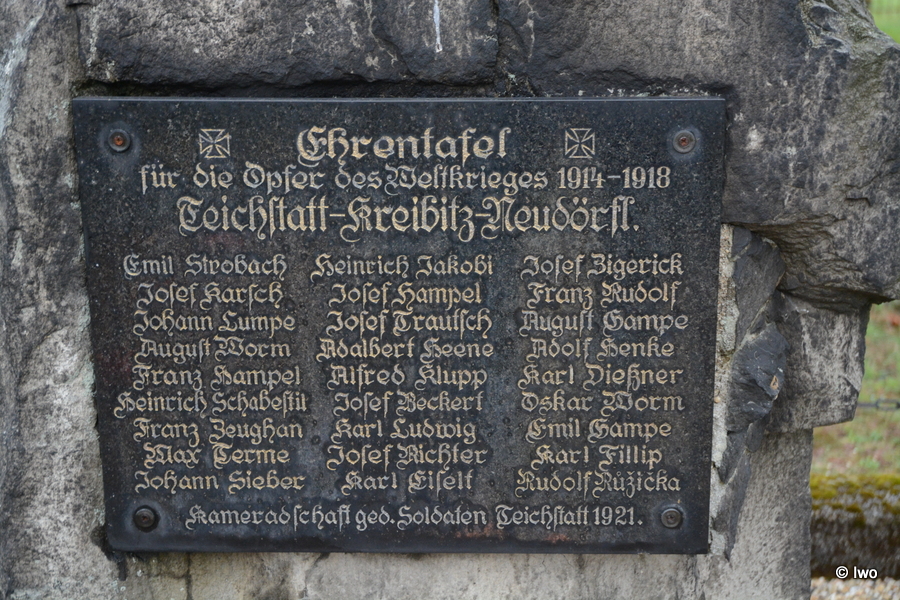 Ehrentafel
für die Opfer des Weltkrieges 1914-1918
Teichstatt-Kreibitz-Neudörfl.
Emil Strobach
Josef Karsch
Johann Lumpe
August Worm
Franz Hampel
Heinrich Schabestil
Franz Zeughan
Max Terme
Johann Sieber
Heinrich Jakobi
Josef Hampel
Josef Trautsch
Adalbert Heene
Alfred Klupp
Josef Beckert
Karl Ludwig
Josef Richter
Karl Eiselt
Josef Zigerick
Franz Rudolf
August Gampe
Adolf Henke
Karl Dießner
Oskar Worm
Emil Gampe
Karl Fillip
Rudolf Růžička
Kameradschaft ged. Soldaten Teichstatt 1921.
© Iwo